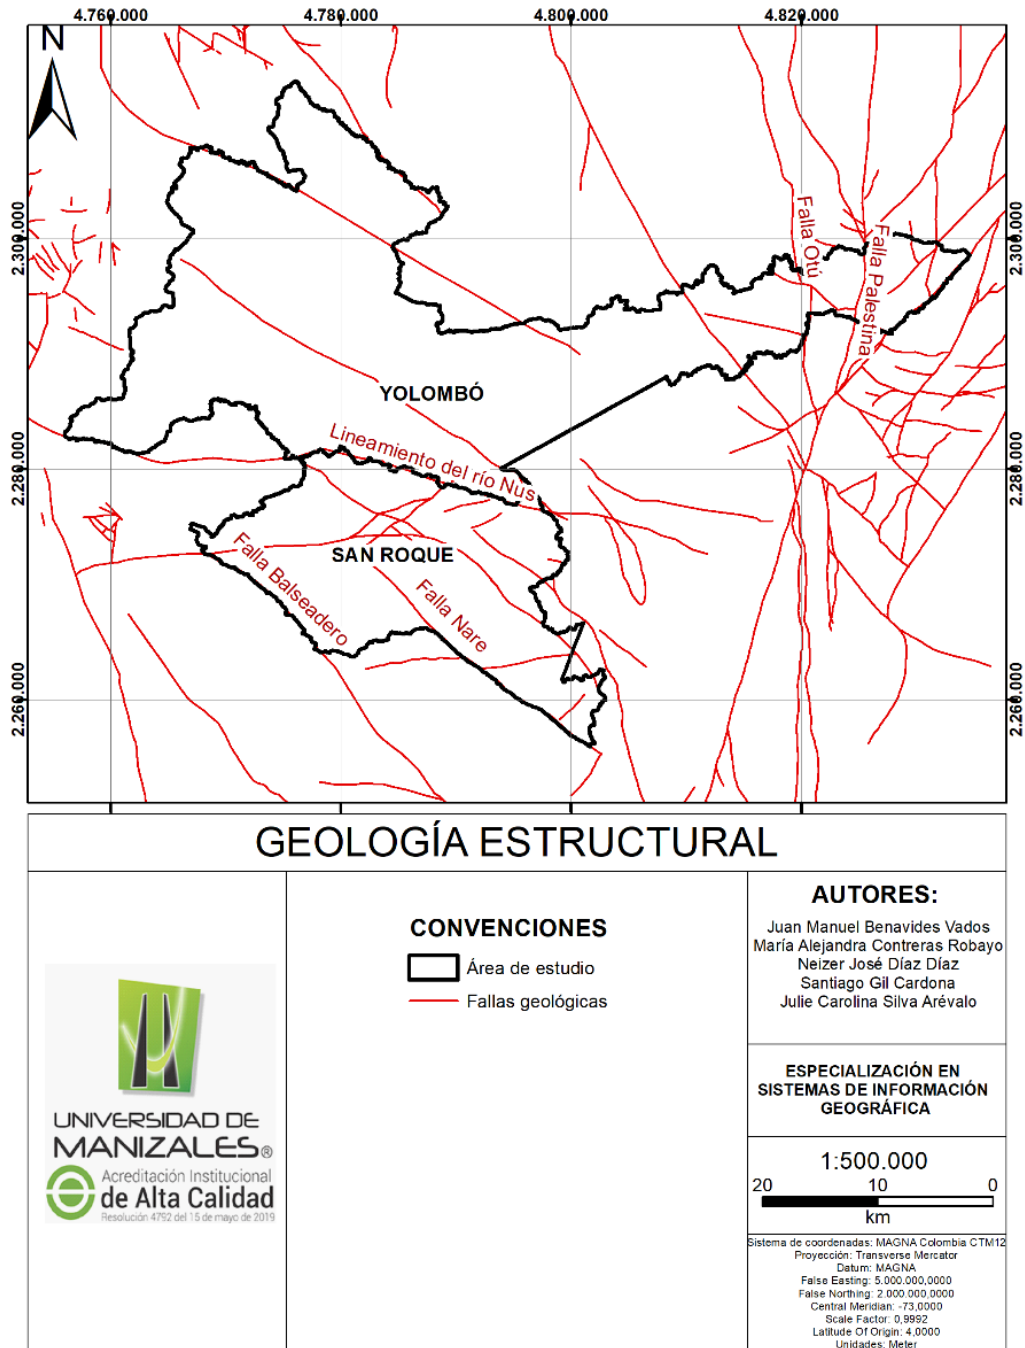 4.760.000 4.780.000 4.800.000 4.820.000
N
2.300.000
2.300.000
Falla Otú
Falla Palestina
YOLOMBÓ
Lineamiento del río Nus
2.280.000
2.280.000
SAN ROQUE
Falla Balseadero
Falla Nare
2.260.000
2.260.000
GEOLOGÍA ESTRUCTURAL
UNIVERSIDAD DE
MANIZALES®
Acreditación Institucional
de Alta Calidad
Resolución 4792 del 15 de mayo de 2019
CONVENCIONES
Área de estudio
Fallas geológicas
AUTORES:
Juan Manuel Benavides Vados
María Alejandra Contreras Robayo
Neizer José Díaz Díaz
Santiago Gil Cardona
Julie Carolina Silva Arévalo
ESPECIALIZACIÓN EN
SISTEMAS DE INFORMACIÓN
GEOGRÁFICA
1:500.000
20 10 0
km
Sistema de coordenadas: MAGNA Colombia CTM12
Proyección: Transverse Mercator
Datum: MAGNA
False Easting: 5.000.000,0000
False Northing: 2.000.000,0000
Central Meridian: -73,0000
Scale Factor: 0,9992
Latitude Of Origin: 4,0000
Unidades: Meter